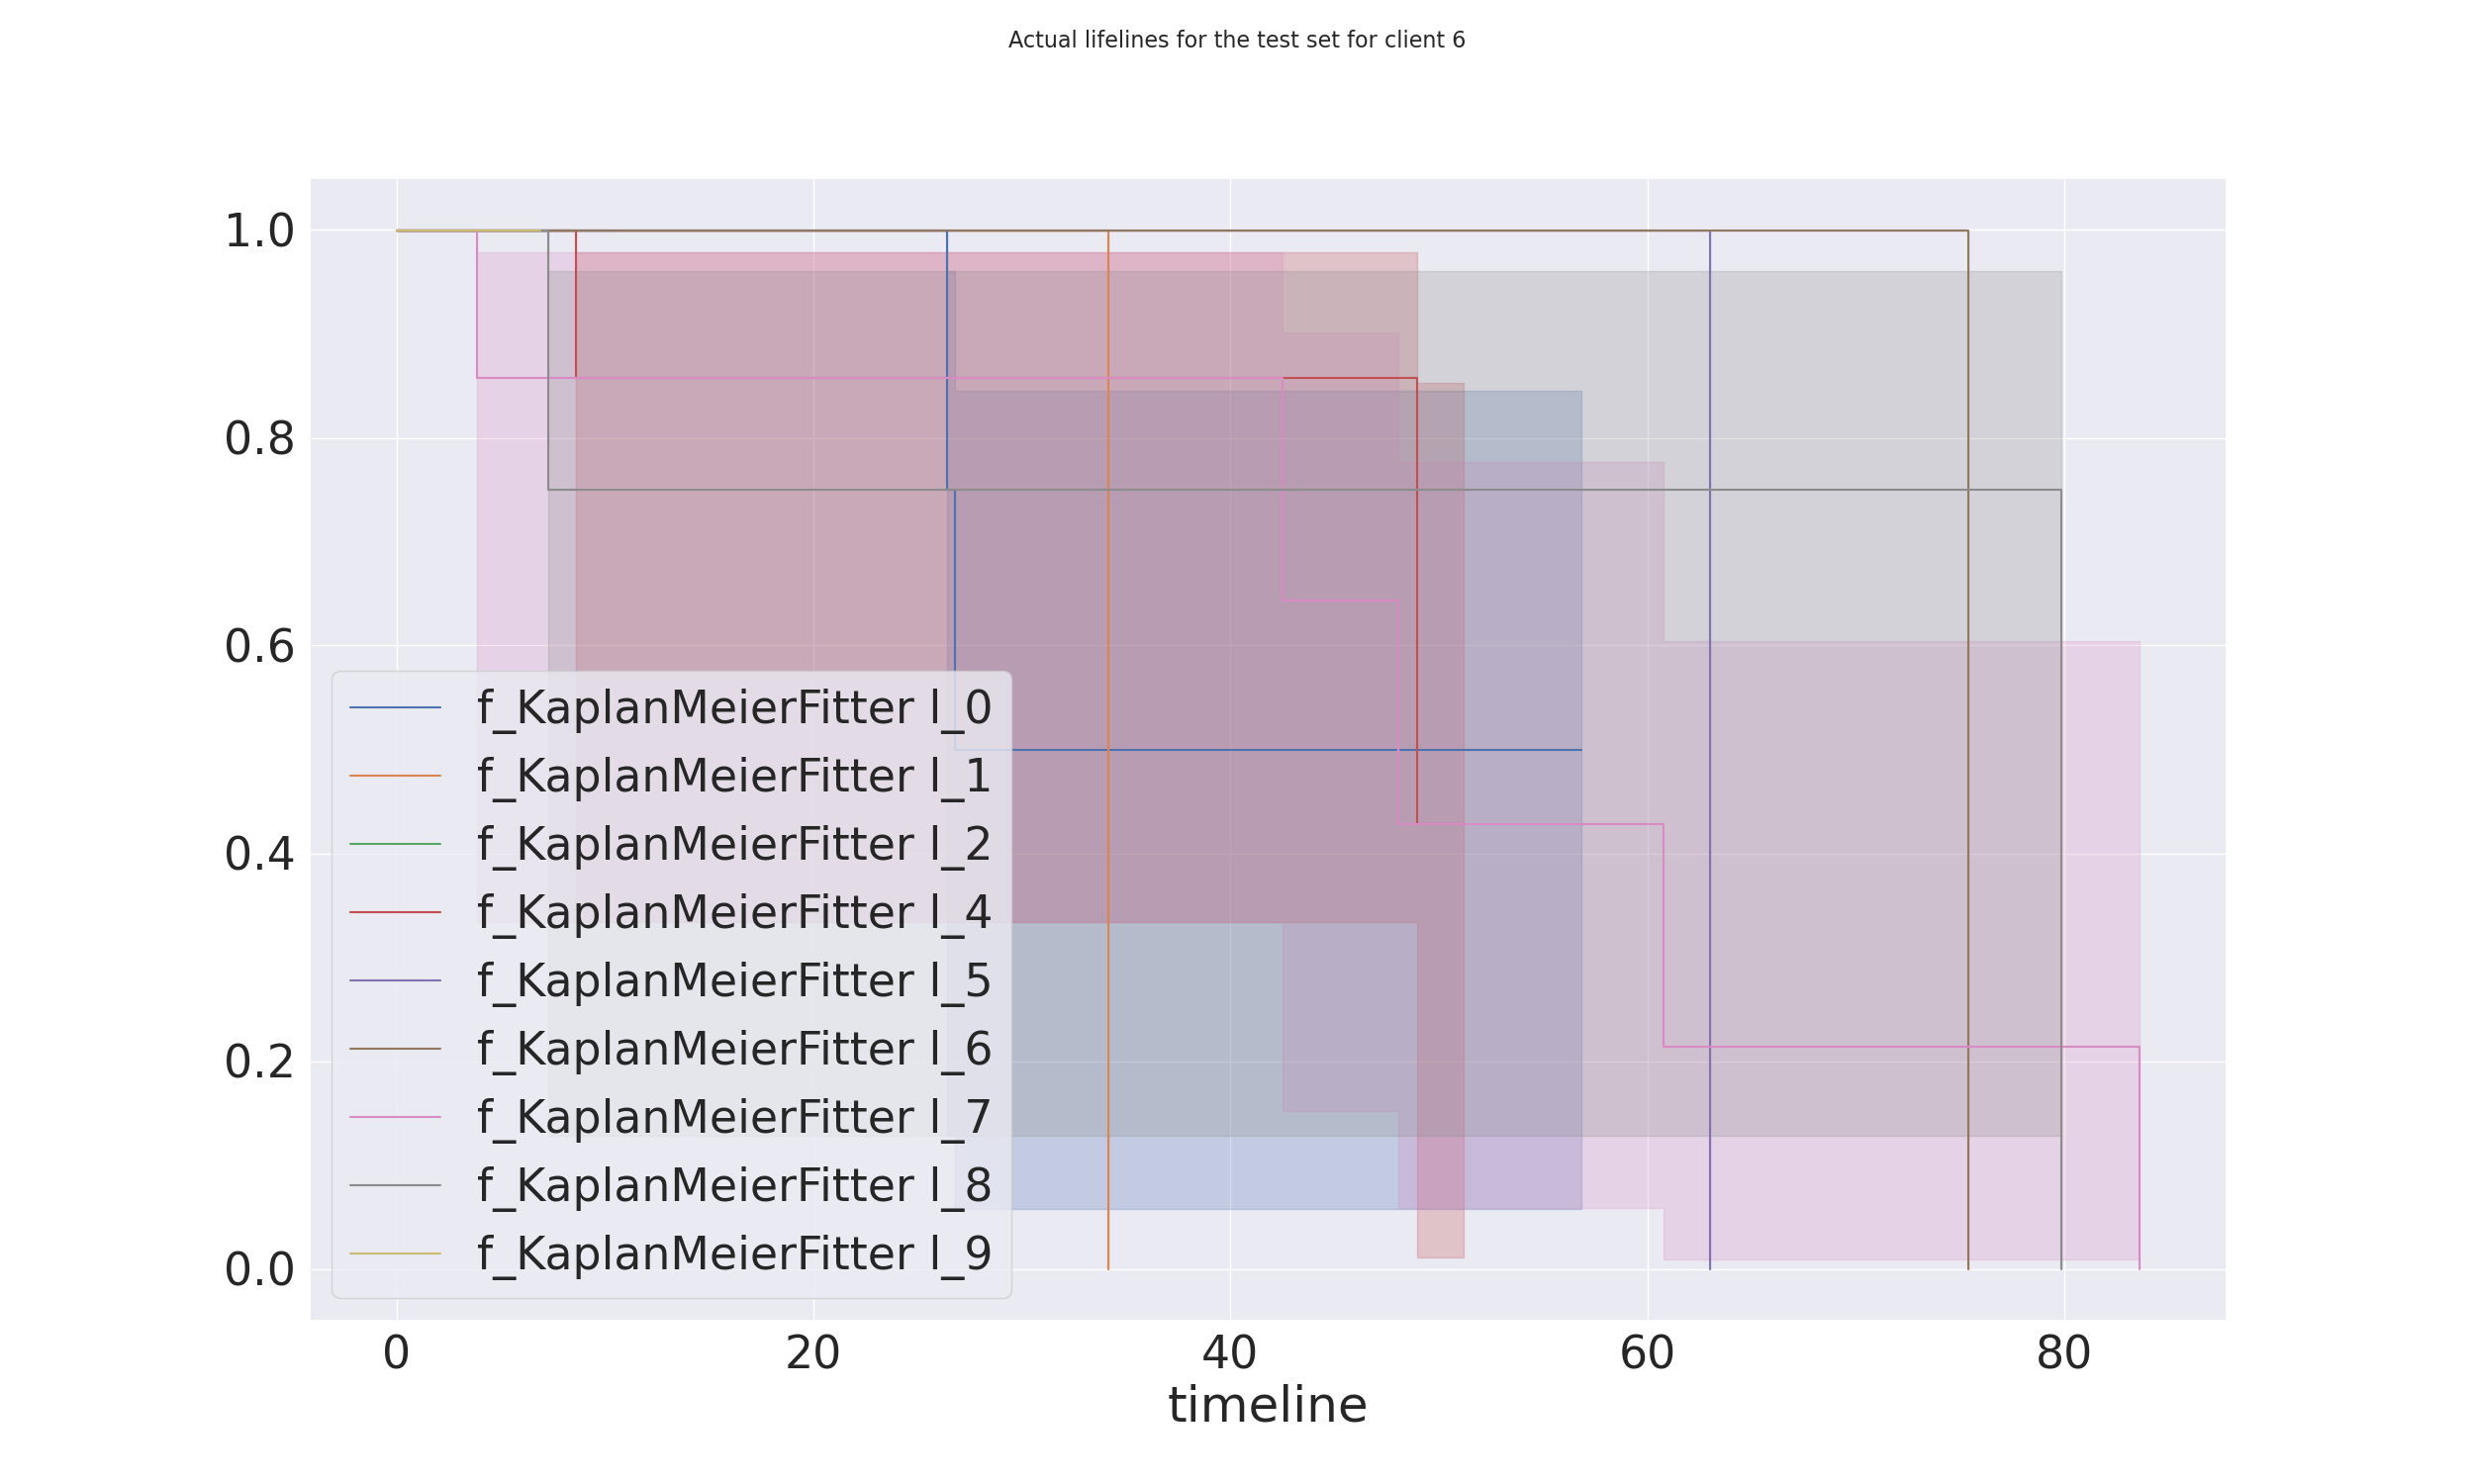 Actual lifelines for the test set for client 6
1.0
0.8
0.6
0.4
0.2
0.0
f_KaplanMeierFitter l_0
f_KaplanMeierFitter l_1
f_KaplanMeierFitter l_2
f_KaplanMeierFitter l_4
f_KaplanMeierFitter l_5
f_KaplanMeierFitter l_6
f_KaplanMeierFitter l_7
f_KaplanMeierFitter l_8
f_KaplanMeierFitter l_9
0 20 40 60 80
timeline